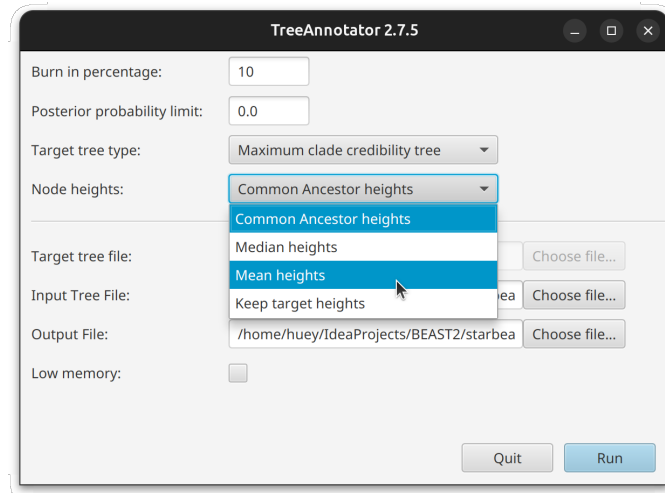 TreeAnnotator 2.7.5
Burn in percentage: 10
Posterior probability limit: 0.0
Target tree type: Maximum clade credibility tree
Node heights: Common Ancestor heights
Common Ancestor heights
Median heights
Target tree file: Choose file...
Mean heights
Input Tree File: bea Choose file...
Keep target heights
Output File: /home/huey/IdeaProjects/BEAST2/starbea Choose file...
Low memory:
Quit Run